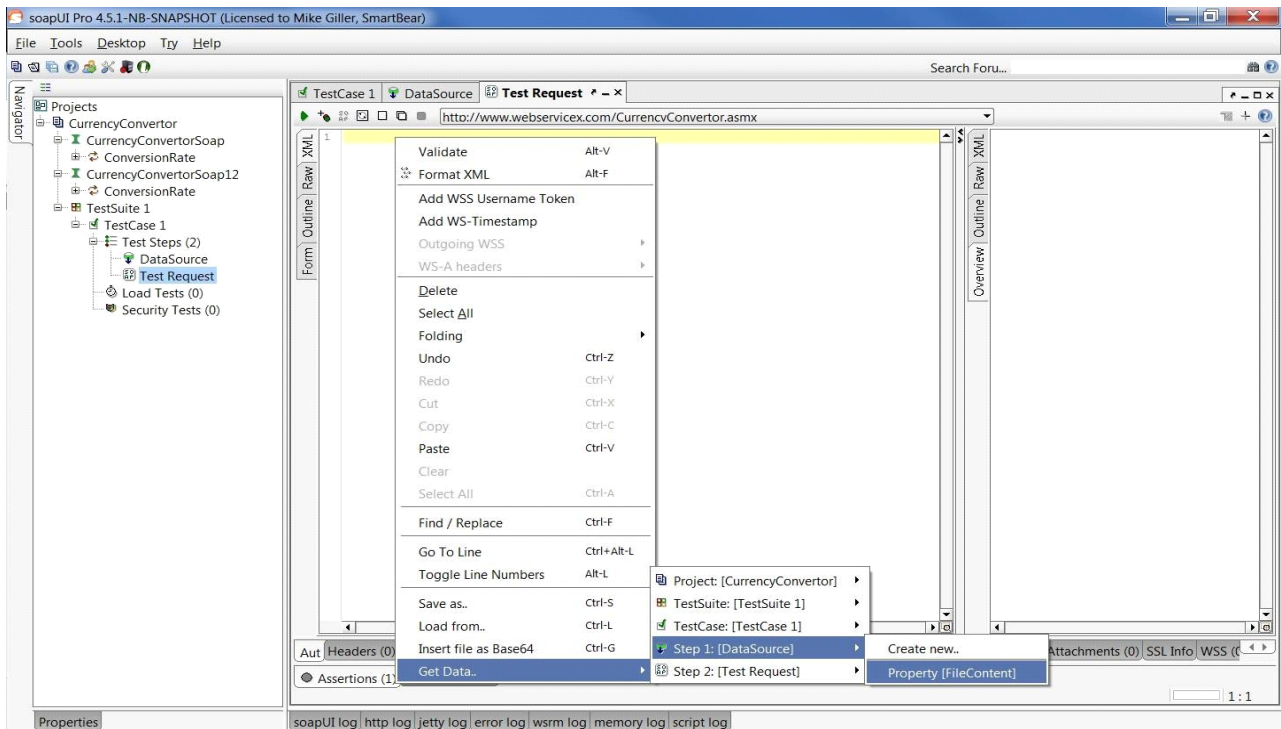 soapUI Pro 4.5.1-NB-SNAPSHOT (Licensed to Mike Giller, SmartBear)
File Tools Desktop Try Help
Search Foru...
Navigator
Projects
CurrencyConvertor
CurrencyConvertorSoap
ConversionRate
CurrencyConvertorSoap12
ConversionRate
TestSuite 1
TestCase 1
Test Steps (2)
DataSource
Test Request
Load Tests (0)
Security Tests (0)
Properties
TestCase 1 DataSource Test Request
http://www.webservicex.com/CurrencyConvertor.asmx
XML
Raw
Outline
Form
1
Validate Alt-V
Format XML Alt-F
Add WSS Username Token
Add WS-Timestamp
Outgoing WSS
WS-A headers
Delete
Select All
Folding
Undo Ctrl-Z
Redo Ctrl-Y
Cut Ctrl-X
Copy Ctrl-C
Paste Ctrl-V
Clear
Select All Ctrl-A
Find / Replace Ctrl-F
Go To Line Ctrl+Alt-L
Toggle Line Numbers Alt-L
Save as.. Ctrl-S
Load from.. Ctrl-L
Insert file as Base64 Ctrl-G
Get Data..
Project: [CurrencyConvertor]
TestSuite: [TestSuite 1]
TestCase: [TestCase 1]
Step 1: [DataSource]
Step 2: [Test Request]
Create new..
Property [FileContent]
XML
Raw
Outline
Overview
Aut Headers (0) Attachments (0) SSL Info WSS (
Assertions (1)
1 : 1
soapUI log http log jetty log error log wsrm log memory log script log